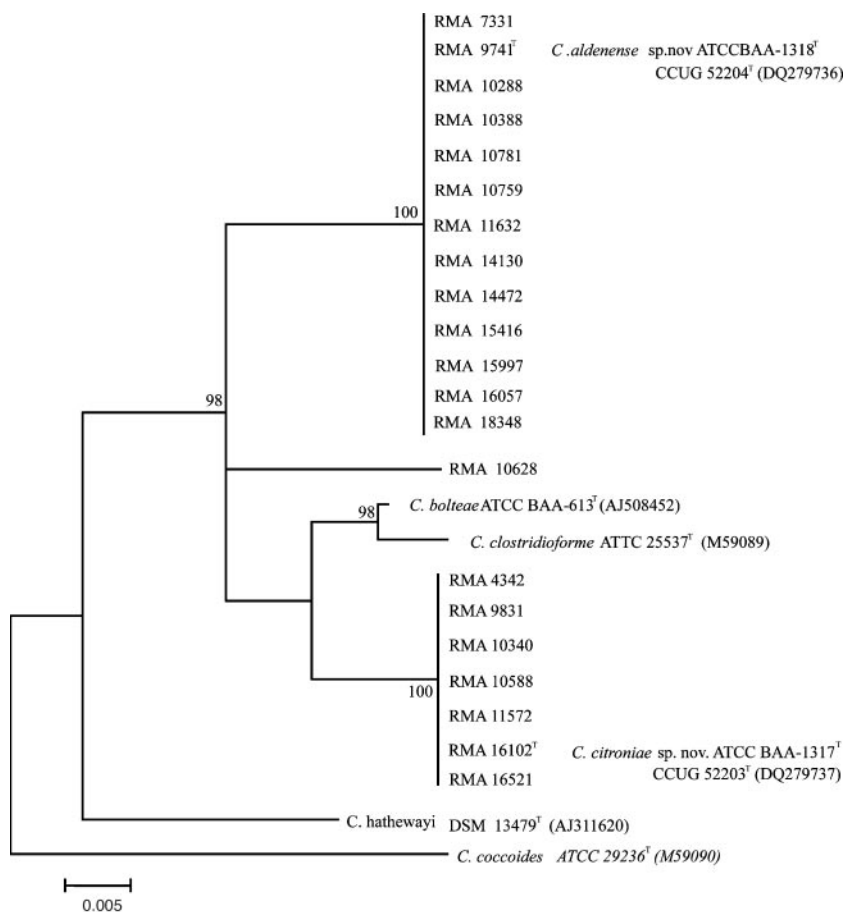 RMA 7331
RMA 9741ᵀ C .aldenense sp.nov ATCCBAA-1318ᵀ
CCUG 52204ᵀ (DQ279736)
RMA 10288
RMA 10388
RMA 10781
RMA 10759
100
RMA 11632
RMA 14130
RMA 14472
RMA 15416
RMA 15997
RMA 16057
98
RMA 18348
RMA 10628
C. bolteae ATCC BAA-613ᵀ (AJ508452)
98
C. clostridioforme ATTC 25537ᵀ (M59089)
RMA 4342
RMA 9831
RMA 10340
RMA 10588
100
RMA 11572
RMA 16102ᵀ C. citroniae sp. nov. ATCC BAA-1317ᵀ
CCUG 52203ᵀ (DQ279737)
RMA 16521
C. hathewayi DSM 13479ᵀ (AJ311620)
C. coccoides ATCC 29236ᵀ (M59090)
0.005